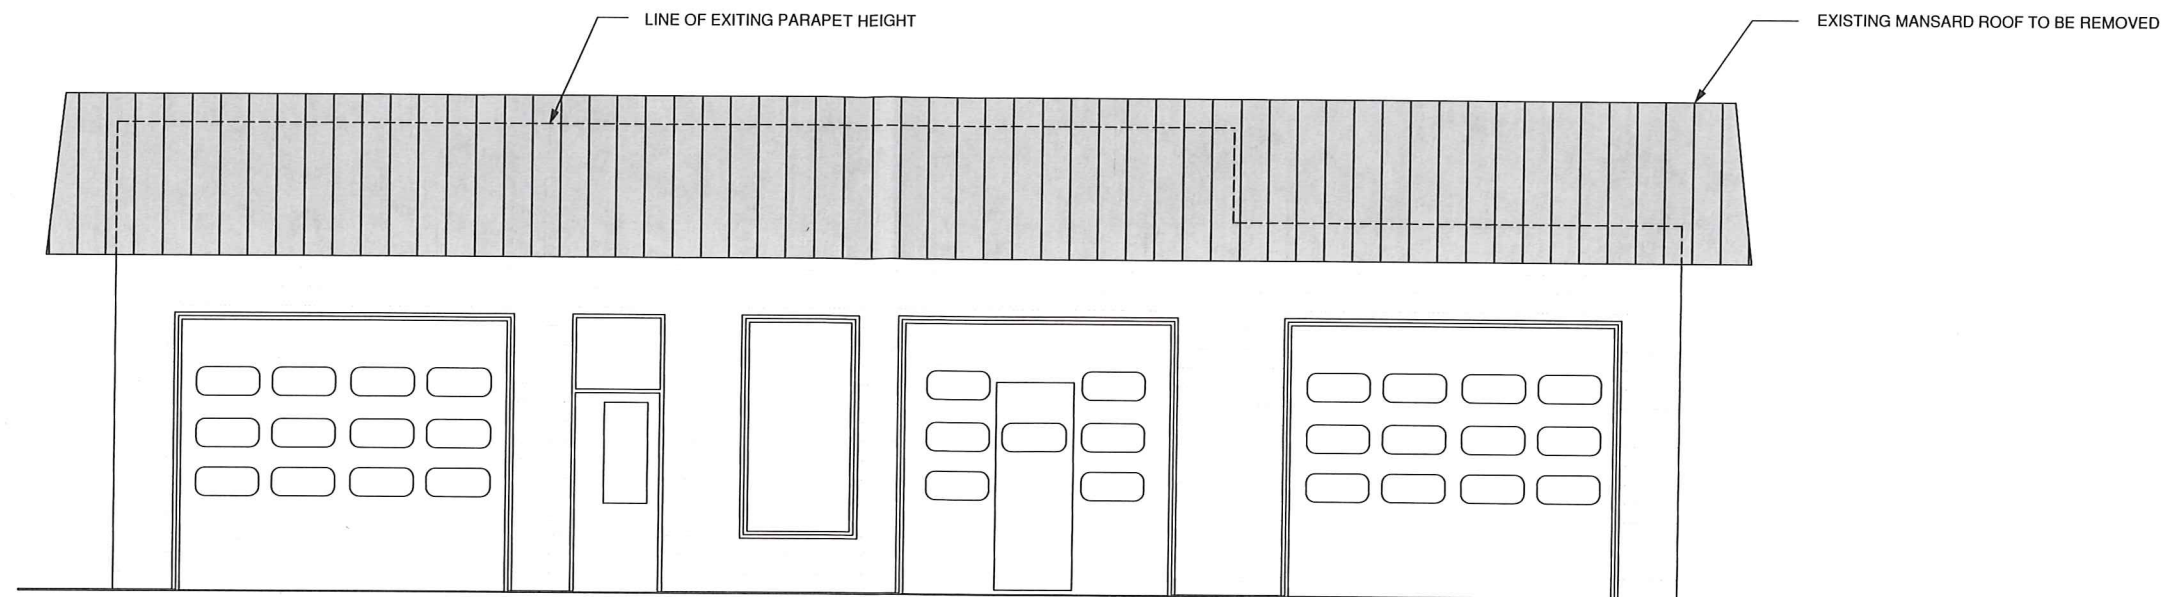 LINE OF EXITING PARAPET HEIGHT
EXISTING MANSARD ROOF TO BE REMOVED